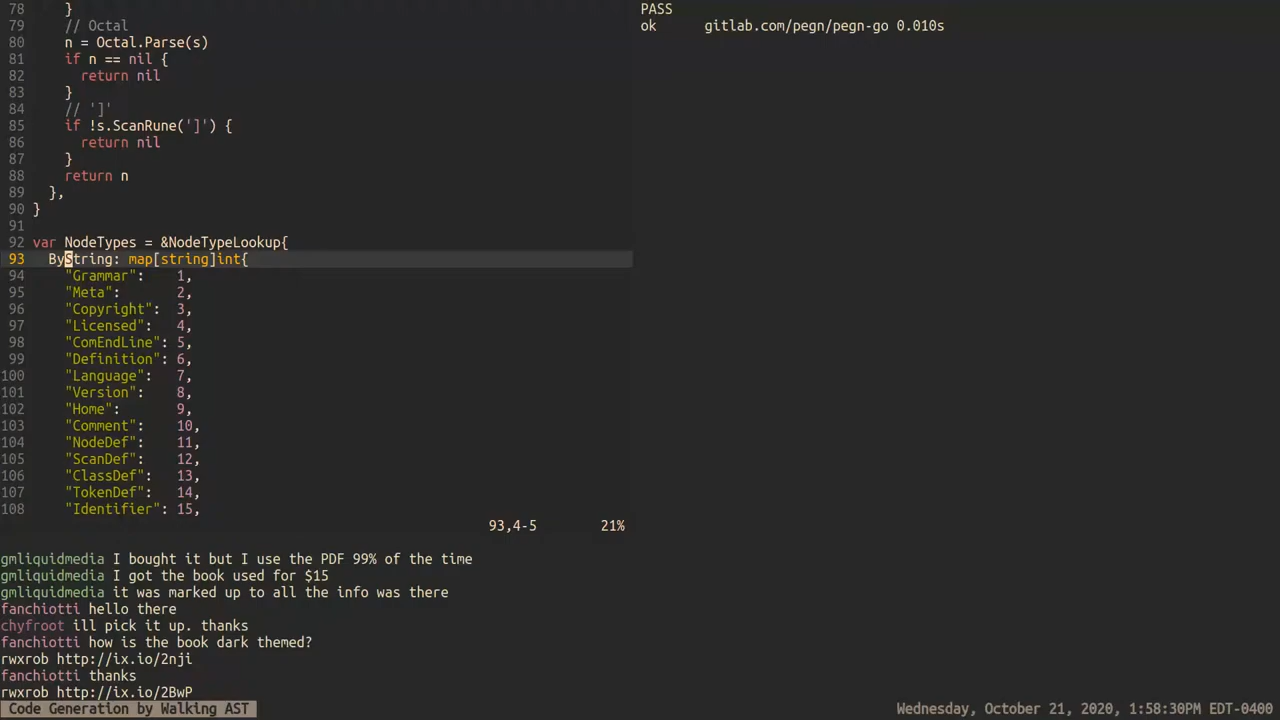 78      }
79      // Octal
80      n = Octal.Parse(s)
81      if n == nil {
82        return nil
83      }
84      // ']'
85      if !s.ScanRune(']') {
86        return nil
87      }
88      return n
89    },
90  }
91
92  var NodeTypes = &NodeTypeLookup{
93    ByString: map[string]int{
94      "Grammar":    1,
95      "Meta":       2,
96      "Copyright":  3,
97      "Licensed":   4,
98      "ComEndLine": 5,
99      "Definition": 6,
100     "Language":   7,
101     "Version":    8,
102     "Home":       9,
103     "Comment":    10,
104     "NodeDef":    11,
105     "ScanDef":    12,
106     "ClassDef":   13,
107     "TokenDef":   14,
108     "Identifier": 15,
93,4-5        21%
PASS
ok      gitlab.com/pegn/pegn-go 0.010s
gmliquidmedia I bought it but I use the PDF 99% of the time
gmliquidmedia I got the book used for $15
gmliquidmedia it was marked up to all the info was there
fanchiotti hello there
chyfroot ill pick it up. thanks
fanchiotti how is the book dark themed?
rwxrob http://ix.io/2nji
fanchiotti thanks
rwxrob http://ix.io/2BwP
Code Generation by Walking AST
Wednesday, October 21, 2020, 1:58:30PM EDT-0400